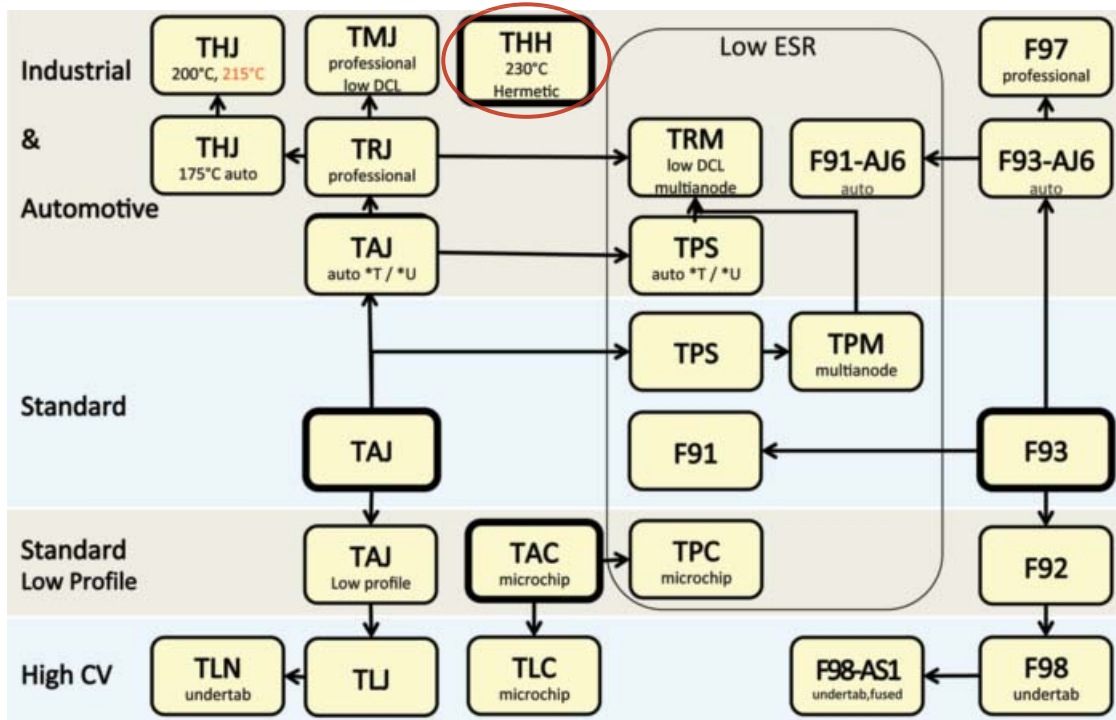 Industrial
&
Automotive
THJ
200°C, 215°C
TMJ
professional
low DCL
THH
230°C
Hermetic
Low ESR
F97
professional
THJ
175°C auto
TRJ
professional
TRM
low DCL
multianode
F91-AJ6
auto
F93-AJ6
auto
TAJ
auto *T / *U
TPS
auto *T / *U
Standard
TPS
TPM
multianode
TAJ
F91
F93
Standard
Low Profile
TAJ
Low profile
TAC
microchip
TPC
microchip
F92
High CV
TLN
undertab
TLJ
TLC
microchip
F98-AS1
undertab,fused
F98
undertab